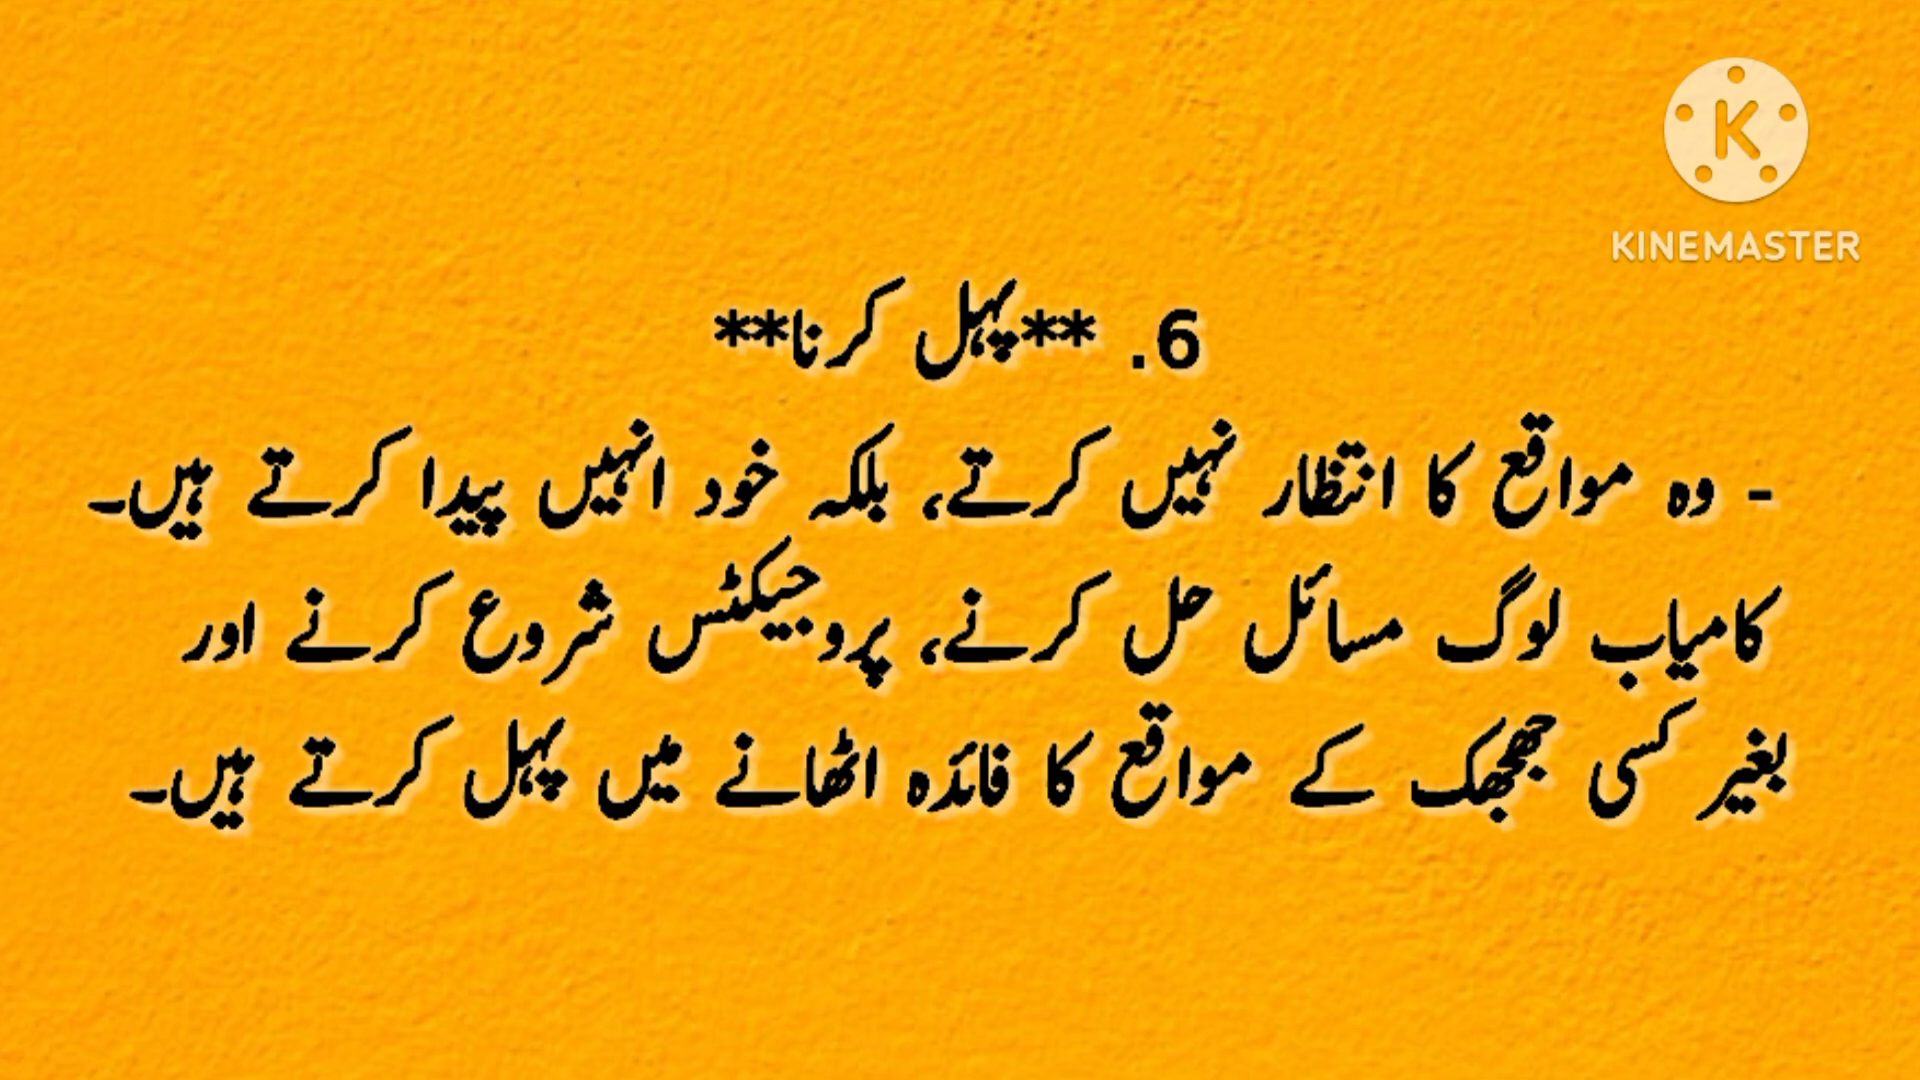 KINEMASTER
6. **پہل کرنا**
- وہ مواقع کا انتظار نہیں کرتے، بلکہ خود انہیں پیدا کرتے ہیں۔
کامیاب لوگ مسائل حل کرنے، پروجیکٹس شروع کرنے اور
بغیر کسی جھجھک کے مواقع کا فائدہ اٹھانے میں پہل کرتے ہیں۔